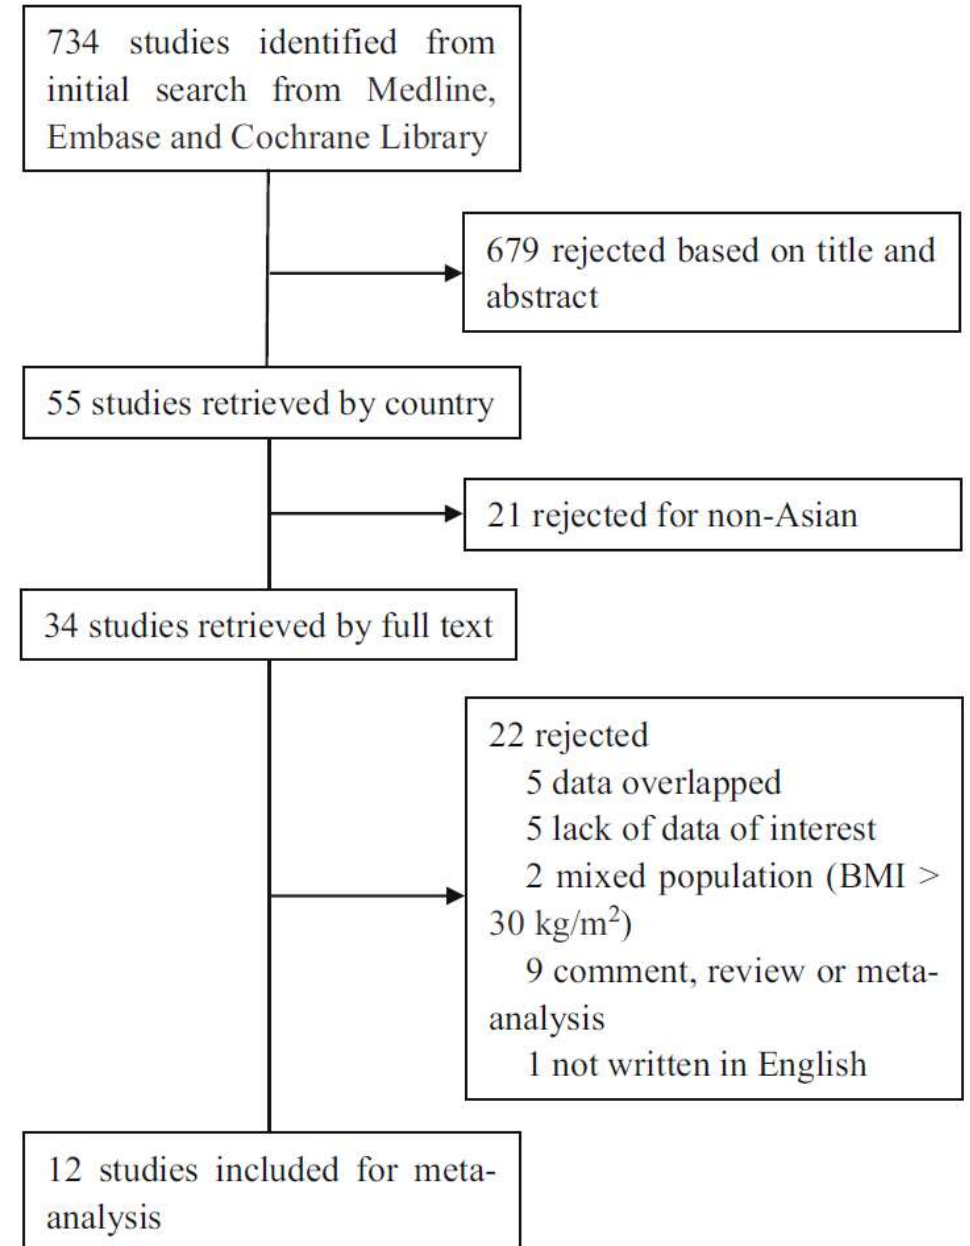 734 studies identified from
initial search from Medline,
Embase and Cochrane Library
679 rejected based on title and
abstract
55 studies retrieved by country
21 rejected for non-Asian
34 studies retrieved by full text
22 rejected
5 data overlapped
5 lack of data of interest
2 mixed population (BMI >
30 kg/m²)
9 comment, review or meta-
analysis
1 not written in English
12 studies included for meta-
analysis